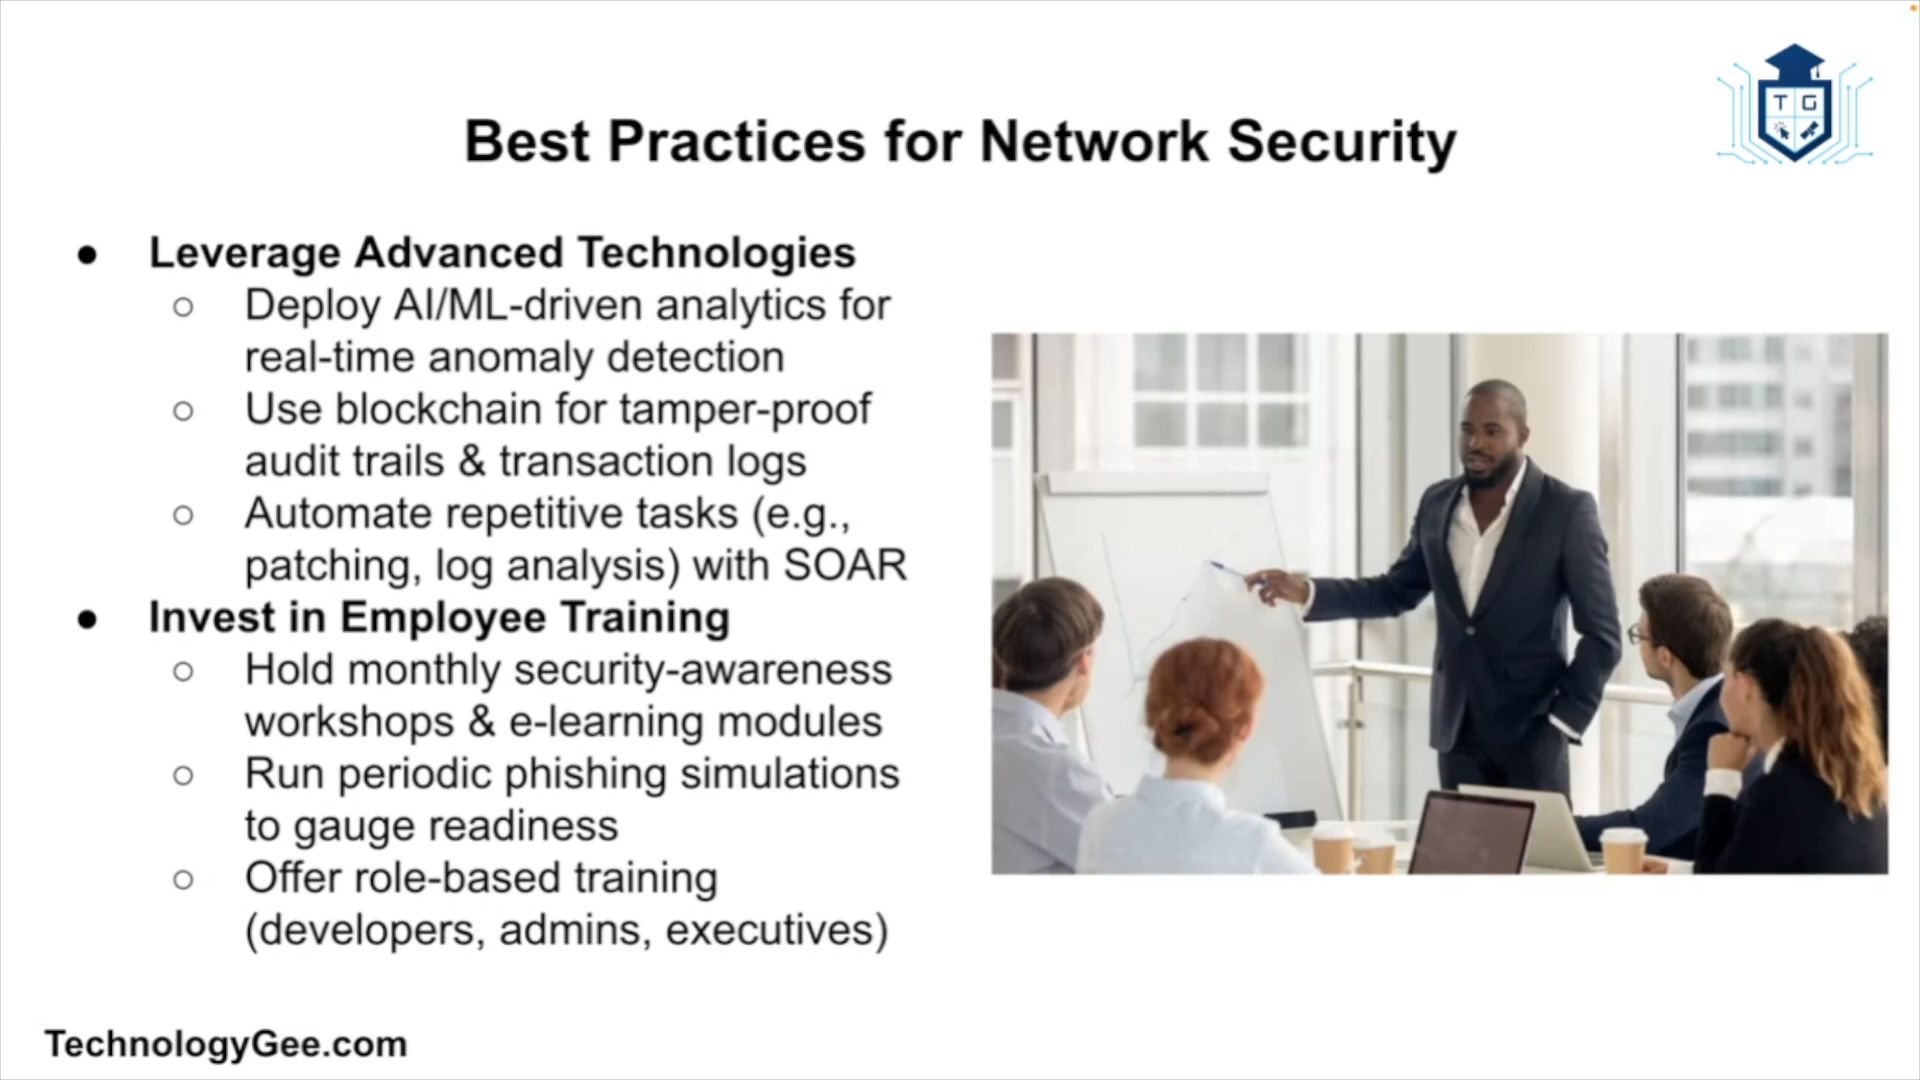 T G
Best Practices for Network Security
● Leverage Advanced Technologies
○ Deploy AI/ML-driven analytics for
real-time anomaly detection
○ Use blockchain for tamper-proof
audit trails & transaction logs
○ Automate repetitive tasks (e.g.,
patching, log analysis) with SOAR
● Invest in Employee Training
○ Hold monthly security-awareness
workshops & e-learning modules
○ Run periodic phishing simulations
to gauge readiness
○ Offer role-based training
(developers, admins, executives)
TechnologyGee.com